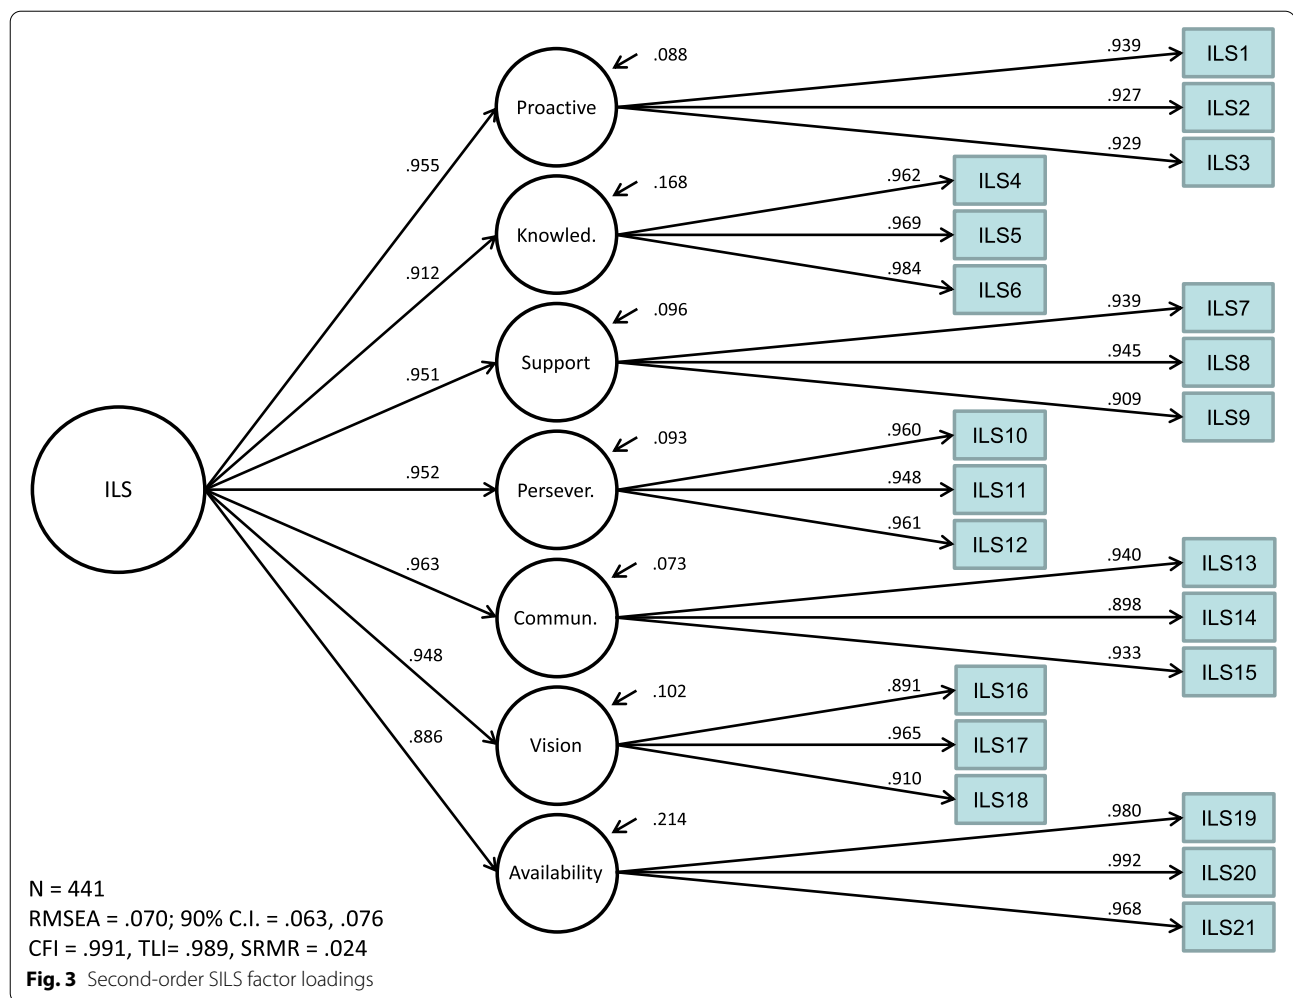 .088
Proactive
.955
.939
ILS1
.927
ILS2
.929
ILS3
.168
Knowled.
.912
.962
ILS4
.969
ILS5
.984
ILS6
.096
Support
.951
.939
ILS7
.945
ILS8
.909
ILS9
ILS
.093
Persever.
.952
.960
ILS10
.948
ILS11
.961
ILS12
.073
Commun.
.963
.940
ILS13
.898
ILS14
.933
ILS15
.102
Vision
.948
.891
ILS16
.965
ILS17
.910
ILS18
.214
Availability
.886
.980
ILS19
.992
ILS20
.968
ILS21
N = 441
RMSEA = .070; 90% C.I. = .063, .076
CFI = .991, TLI= .989, SRMR = .024
Fig. 3 Second-order SILS factor loadings